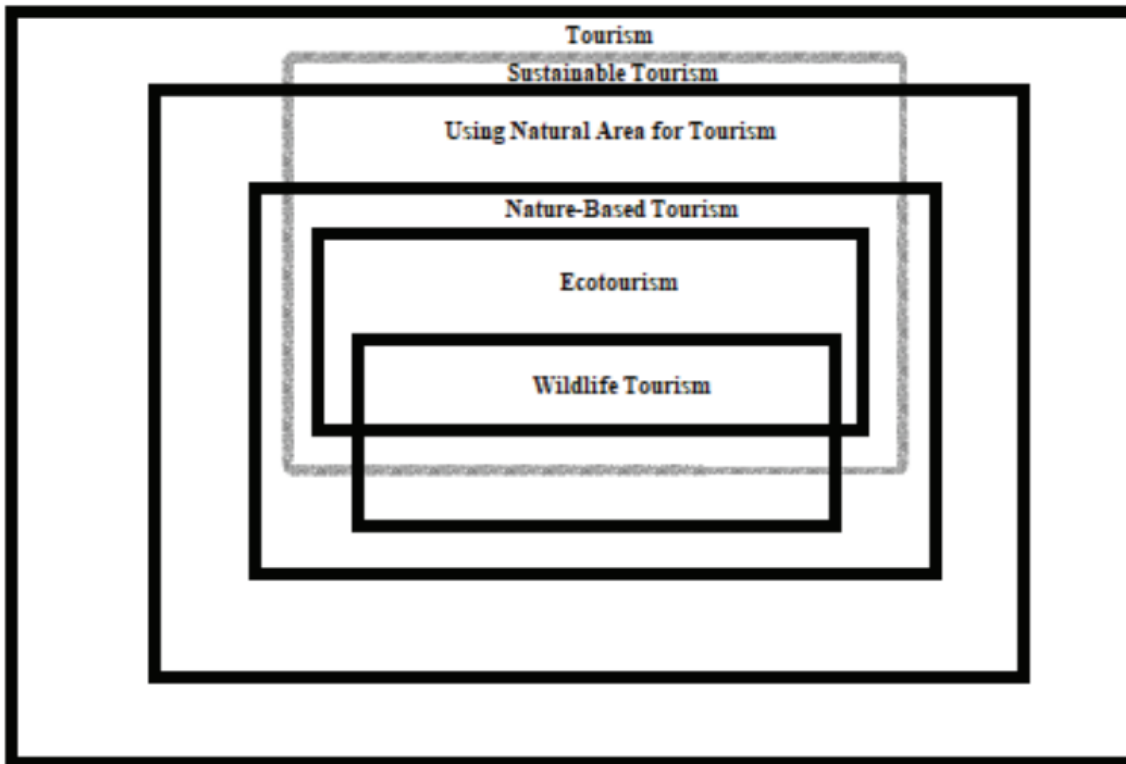 Tourism
Sustainable Tourism
Using Natural Area for Tourism
Nature-Based Tourism
Ecotourism
Wildlife Tourism